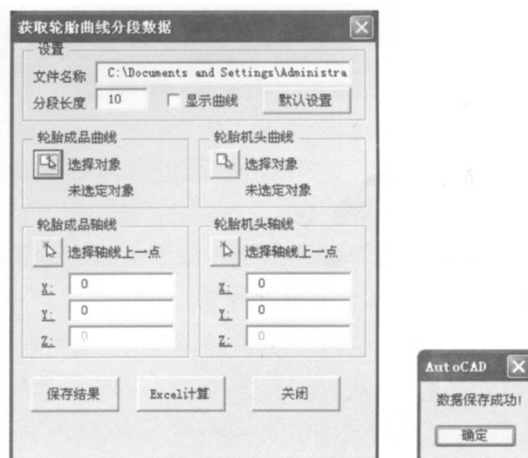 获取轮胎曲线分段数据
设置
文件名称 C:\Documents and Settings\Administra
分段长度 10 显示曲线 默认设置
轮胎成品曲线 轮胎机头曲线
选择对象 选择对象
未选定对象 未选定对象
轮胎成品轴线 轮胎机头轴线
选择轴线上一点 选择轴线上一点
X: 0 X: 0
Y: 0 Y: 0
Z: 0 Z: 0
保存结果 Excel计算 关闭
AutoCAD
数据保存成功!
确定